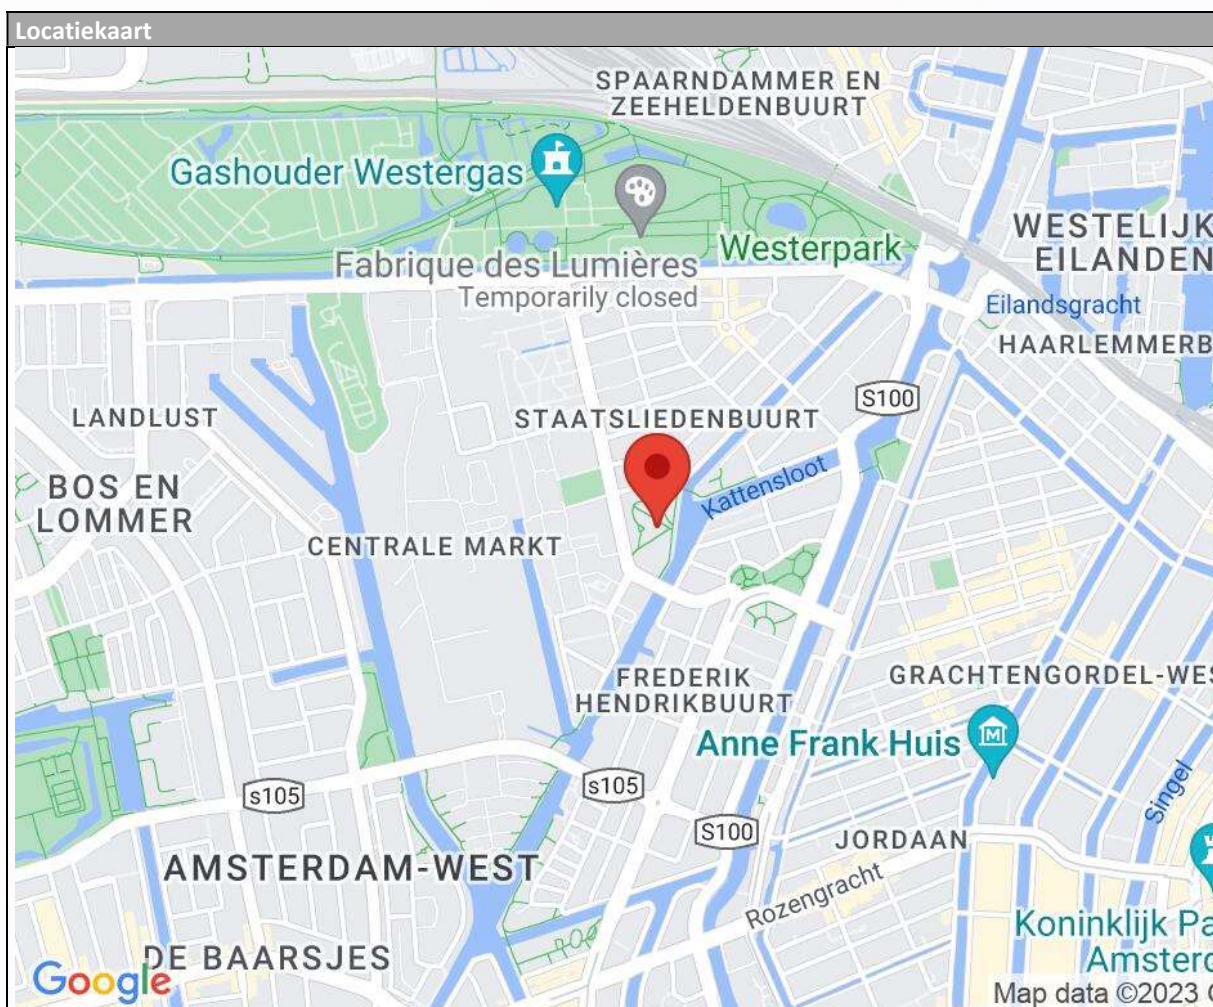 Locatiekaart
SPAARNDAMMER EN
ZEEHELDENBUURT
Gashouder Westergas
WESTELIJK
EILANDEN
Westerpark
Fabrique des Lumières
Temporarily closed
Eilandsgracht
HAARLEMMERB
S100
LANDLUST
STAATSLIEDENBUURT
Kattensloot
BOS EN
LOMMER
CENTRALE MARKT
FREDERIK
HENDRIKBUURT
GRACHTENGORDEL-WES
Anne Frank Huis
M
Singel
s105
s105
S100
JORDAAN
AMSTERDAM-WEST
Rozengracht
Koninklijk Pa
Amsterd
DE BAARSJES
Google
Map data ©2023